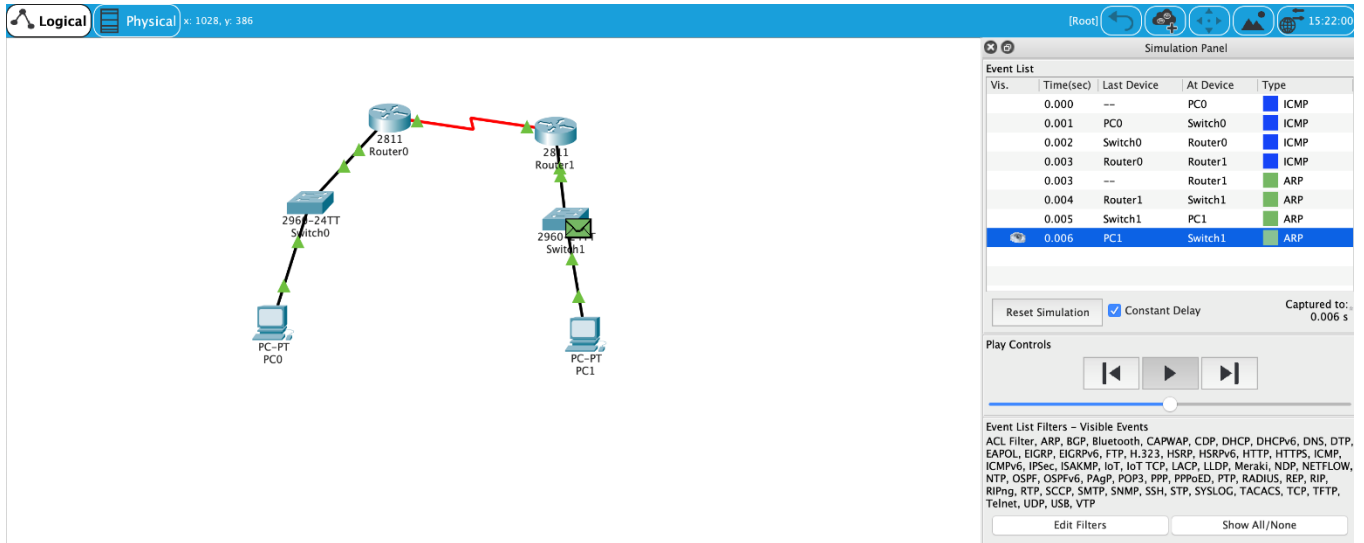 Logical
Physical
x: 1028, y: 386
[Root]
15:22:00
Simulation Panel
Event List
Vis. Time(sec) Last Device At Device Type
0.000 -- PC0 ICMP
0.001 PC0 Switch0 ICMP
0.002 Switch0 Router0 ICMP
0.003 Router0 Router1 ICMP
0.003 -- Router1 ARP
0.004 Router1 Switch1 ARP
0.005 Switch1 PC1 ARP
0.006 PC1 Switch1 ARP
Reset Simulation
Constant Delay
Captured to:
0.006 s
Play Controls
Event List Filters – Visible Events
ACL Filter, ARP, BGP, Bluetooth, CAPWAP, CDP, DHCP, DHCPv6, DNS, DTP,
EAPOL, EIGRP, EIGRPv6, FTP, H.323, HSRP, HSRPv6, HTTP, HTTPS, ICMP,
ICMPv6, IPSec, ISAKMP, IoT, IoT TCP, LACP, LLDP, Meraki, NDP, NETFLOW,
NTP, OSPF, OSPFv6, PAgP, POP3, PPP, PPPoED, PTP, RADIUS, REP, RIP,
RIPng, RTP, SCCP, SMTP, SNMP, SSH, STP, SYSLOG, TACACS, TCP, TFTP,
Telnet, UDP, USB, VTP
Edit Filters
Show All/None
2811
Router0
2811
Router1
2960-24TT
Switch0
Switch1
PC-PT
PC0
PC-PT
PC1